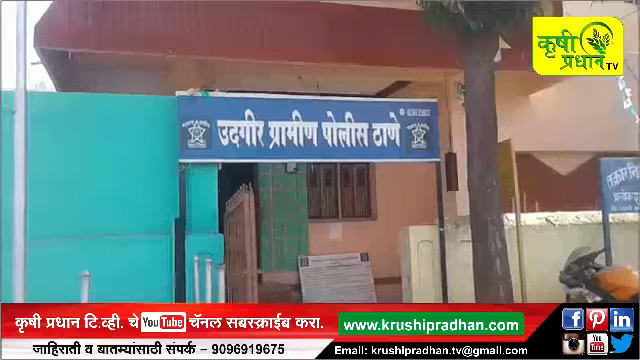 कृषी
प्रधान TV
उदगीर ग्रामीण पोलीस ठाणे
कृषी प्रधान टि.व्ही. चे YouTube चॅनल सबस्क्राईब करा.
www.krushipradhan.com
जाहिराती व बातम्यांसाठी संपर्क – 9096919675
Email: krushipradhan.tv@gmail.com